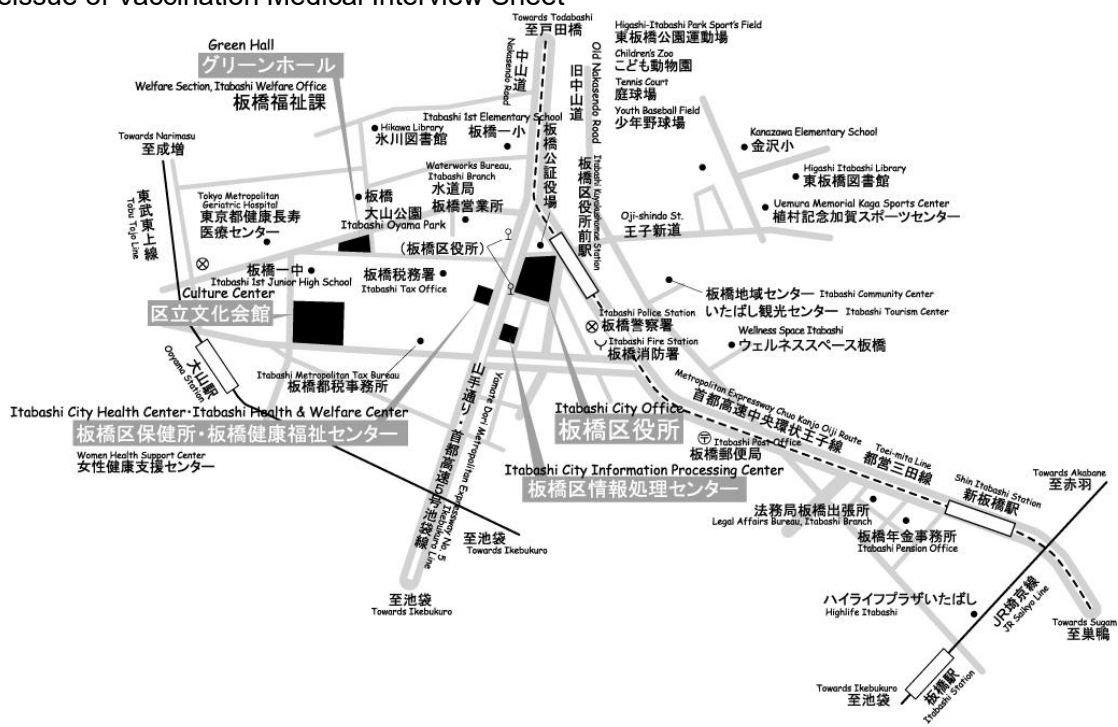 eissue of Vaccination Medical Interview Sheet
Towards Todabashi
至戸田橋
Nakasendo Road
中山道
Old Nakasendo Road
旧中山道
Higashi-Itabashi Park Sport's Field
東板橋公園運動場
Children's Zoo
こども動物園
Tennis Court
庭球場
Youth Baseball Field
少年野球場
Green Hall
グリーンホール
Welfare Section, Itabashi Welfare Office
板橋福祉課
Hikawa Library
氷川図書館
Itabashi 1st Elementary School
板橋一小
板橋公証役場
Itabashi Kuyakushomae Station
板橋区役所前駅
Kanazawa Elementary School
金沢小
Higashi Itabashi Library
東板橋図書館
Uemura Memorial Kaga Sports Center
植村記念加賀スポーツセンター
Towards Narimasu
至成増
東武東上線
Tobu Tojo Line
Waterworks Bureau,
Itabashi Branch
水道局
板橋営業所
Tokyo Metropolitan
Geriatric Hospital
東京都健康長寿
医療センター
板橋
大山公園
Itabashi Oyama Park
(板橋区役所)
Oji-shindo St.
王子新道
板橋一中
Itabashi 1st Junior High School
板橋税務署
Itabashi Tax Office
板橋地域センター Itabashi Community Center
いたばし観光センター Itabashi Tourism Center
Culture Center
区立文化会館
Itabashi Police Station
板橋警察署
Itabashi Fire Station
板橋消防署
Wellness Space Itabashi
ウェルネススペース板橋
大山駅
Ooyama Station
Itabashi Metropolitan Tax Bureau
板橋都税事務所
山手通り・首都高速5号池袋線
Yamate Dori Metropolitan Expressway No. 5
Ikebukuro Line
Metropolitan Expressway Chuo Kanjo Oiji Route
首都高速中央環状王子線
Toei-mita Line
都営三田線
Itabashi City Health Center・Itabashi Health & Welfare Center
板橋区保健所・板橋健康福祉センター
Women Health Support Center
女性健康支援センター
Itabashi City Office
板橋区役所
Itabashi Post Office
板橋郵便局
Itabashi City Information Processing Center
板橋区情報処理センター
Shin Itabashi Station
新板橋駅
Towards Akabane
至赤羽
法務局板橋出張所
Legal Affairs Bureau, Itabashi Branch
板橋年金事務所
Itabashi Pension Office
至池袋
Towards Ikebukuro
至池袋
Towards Ikebukuro
ハイライフプラザいたばし
Highlife Itabashi
JR埼京線
JR Saikyo Line
Towards Sugam
至巣鴨
Towards Ikebukuro
至池袋
板橋駅
Itabashi Station